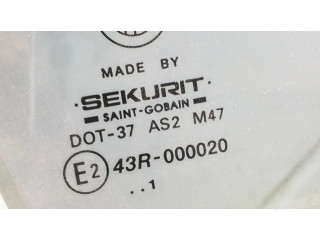 MADE BY
·SEKURIT·
SAINT-GOBAIN
DOT-37 AS2 M47
E2 43R-000020
..1